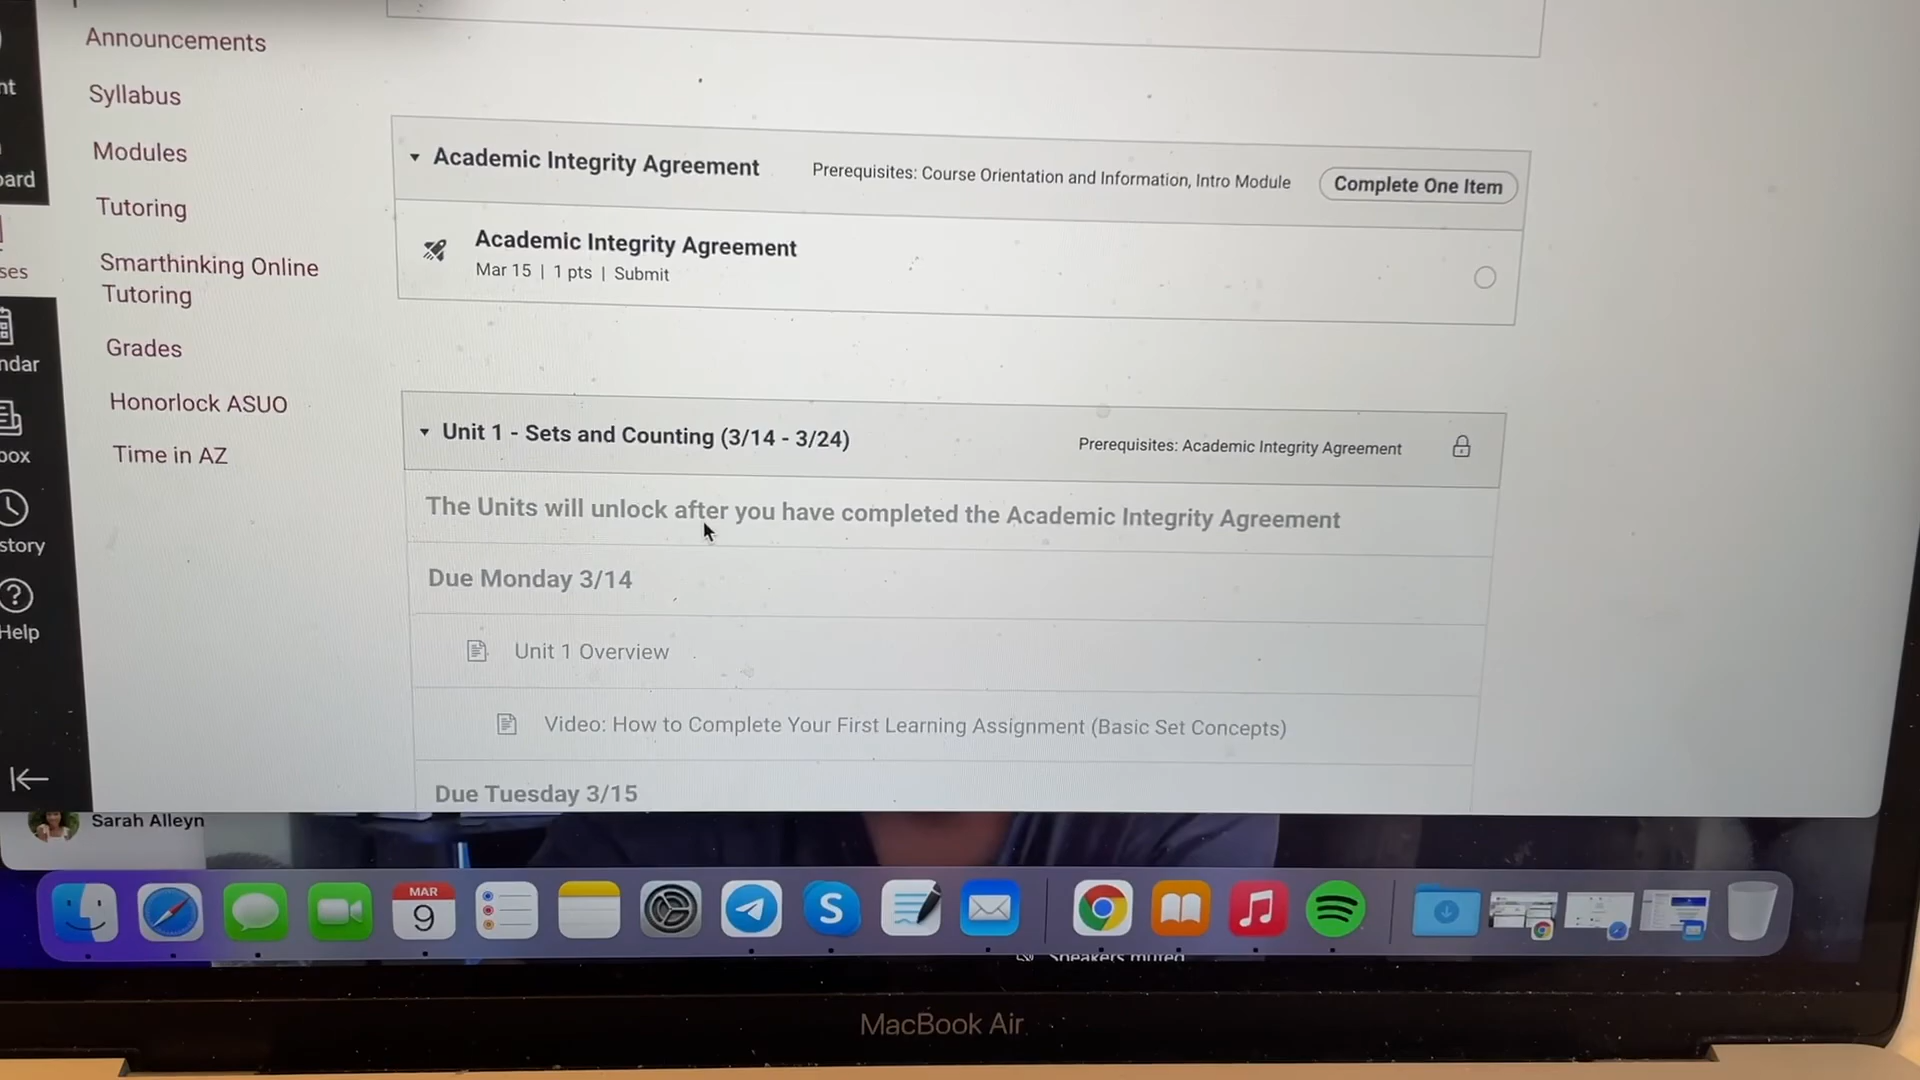 Announcements
Syllabus
Modules
Tutoring
Smarthinking Online
Tutoring
Grades
Honorlock ASUO
Time in AZ
nt
oard
ses
ndar
box
story
Help
Academic Integrity Agreement
Prerequisites: Course Orientation and Information, Intro Module
Complete One Item
Academic Integrity Agreement
Mar 15 | 1 pts | Submit
Unit 1 - Sets and Counting (3/14 - 3/24)
Prerequisites: Academic Integrity Agreement
The Units will unlock after you have completed the Academic Integrity Agreement
Due Monday 3/14
Unit 1 Overview
Video: How to Complete Your First Learning Assignment (Basic Set Concepts)
Due Tuesday 3/15
Sarah Alleyn
MAR
9
S
Speakers muted
MacBook Air